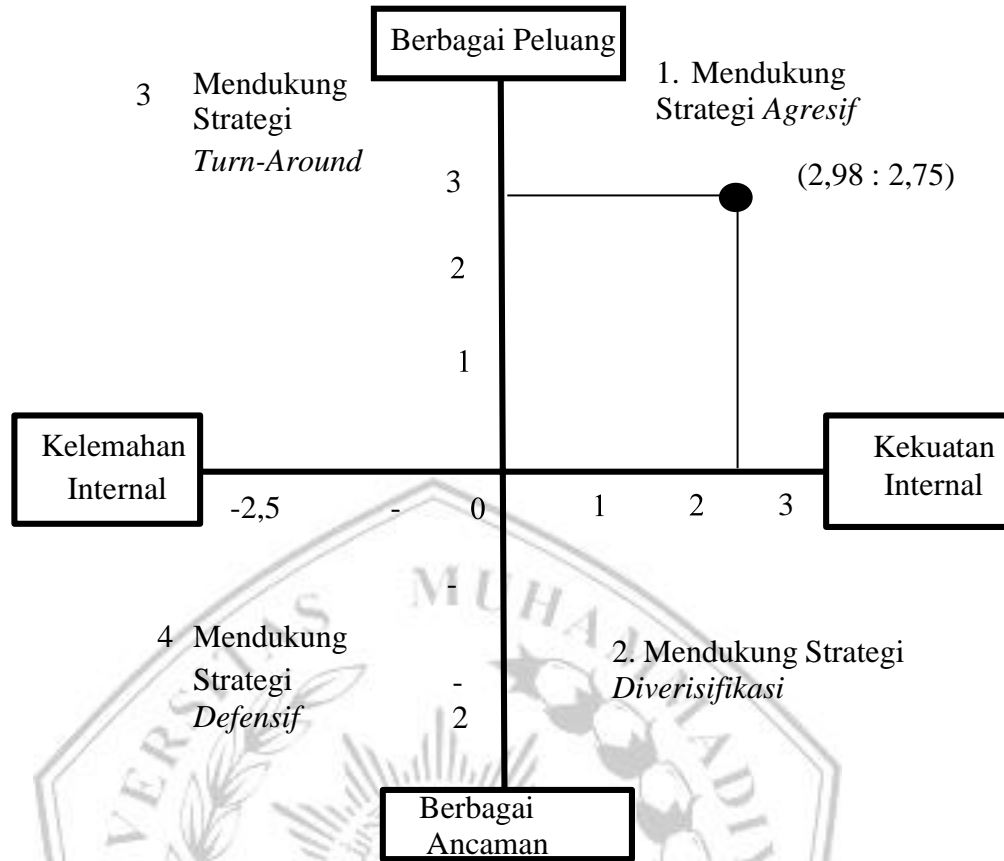 Berbagai Peluang
3 Mendukung
Strategi
Turn-Around
1. Mendukung
Strategi Agresif
(2,98 : 2,75)
3
2
1
Kelemahan
Internal
Kekuatan
Internal
-2,5 - 0 1 2 3
-
4 Mendukung
Strategi
Defensif
-
2
2. Mendukung Strategi
Diverisifikasi
Berbagai
Ancaman
MUHAMMADIY
VERSITAS